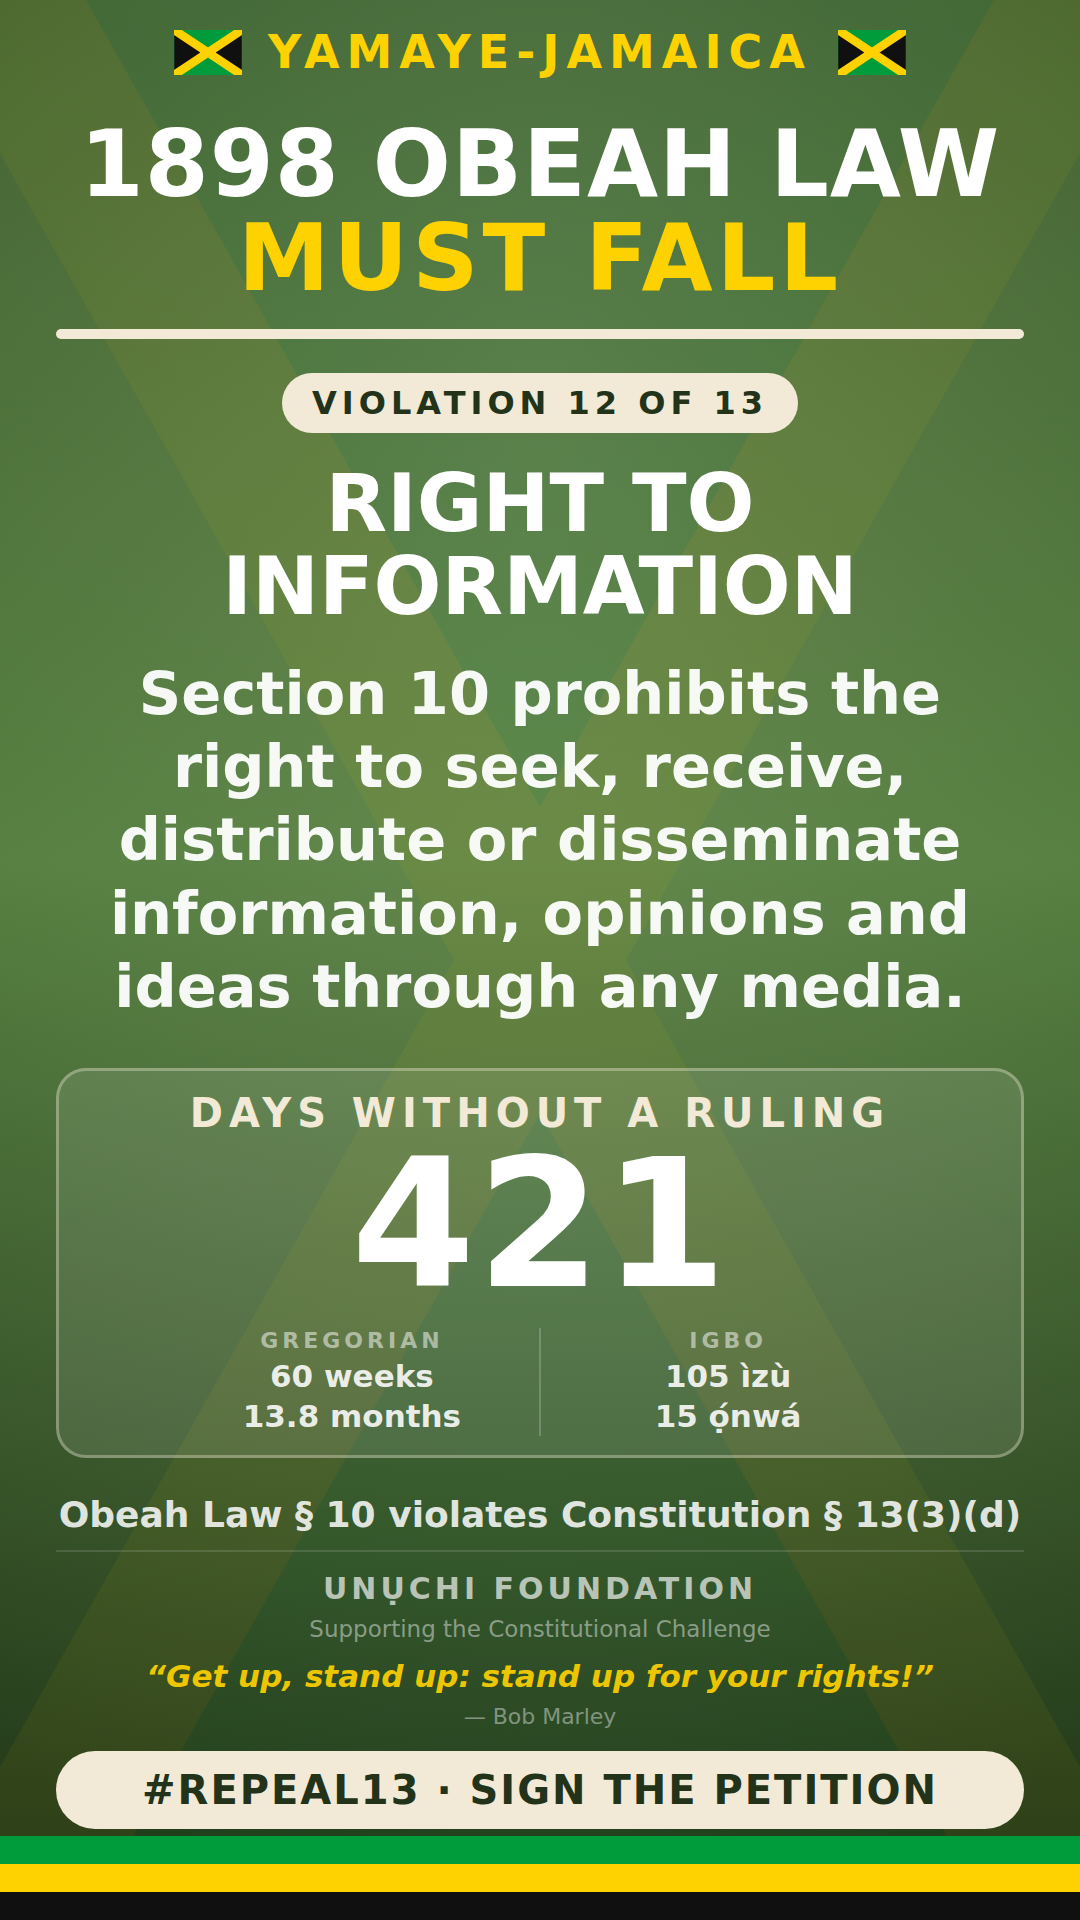 YAMAYE-JAMAICA
1898 OBEAH LAW
MUST FALL
VIOLATION 12 OF 13
RIGHT TO
INFORMATION
Section 10 prohibits the
right to seek, receive,
distribute or disseminate
information, opinions and
ideas through any media.
DAYS WITHOUT A RULING
421
GREGORIAN
60 weeks
13.8 months
IGBO
105 ìzù
15 ọ́nwá
Obeah Law § 10 violates Constitution § 13(3)(d)
UNỤCHI FOUNDATION
Supporting the Constitutional Challenge
“Get up, stand up: stand up for your rights!”
— Bob Marley
#REPEAL13 · SIGN THE PETITION